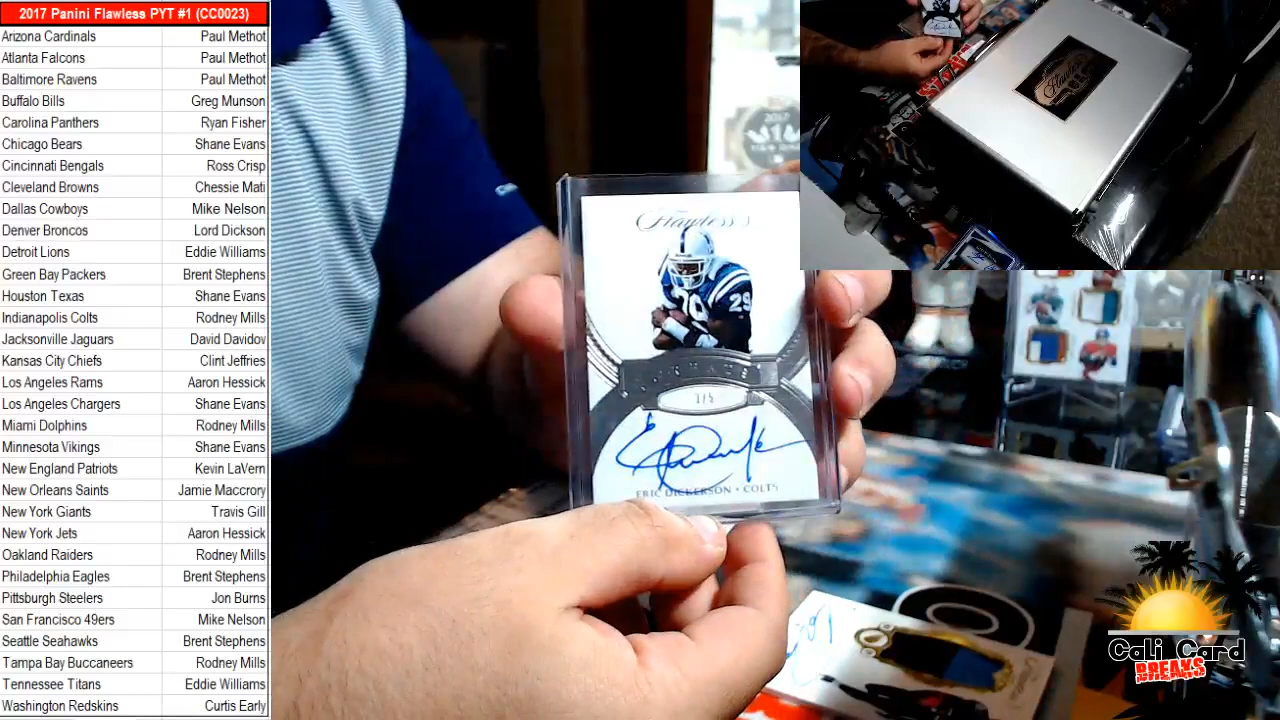 2017 Panini Flawless PYT #1 (CC0023)
Arizona Cardinals Paul Methot
Atlanta Falcons Paul Methot
Baltimore Ravens Paul Methot
Buffalo Bills Greg Munson
Carolina Panthers Ryan Fisher
Chicago Bears Shane Evans
Cincinnati Bengals Ross Crisp
Cleveland Browns Chessie Mati
Dallas Cowboys Mike Nelson
Denver Broncos Lord Dickson
Detroit Lions Eddie Williams
Green Bay Packers Brent Stephens
Houston Texas Shane Evans
Indianapolis Colts Rodney Mills
Jacksonville Jaguars David Davidov
Kansas City Chiefs Clint Jeffries
Los Angeles Rams Aaron Hessick
Los Angeles Chargers Shane Evans
Miami Dolphins Rodney Mills
Minnesota Vikings Shane Evans
New England Patriots Kevin LaVern
New Orleans Saints Jamie Maccrony
New York Giants Travis Gill
New York Jets Aaron Hessick
Oakland Raiders Rodney Mills
Philadelphia Eagles Brent Stephens
Pittsburgh Steelers Jon Burns
San Francisco 49ers Mike Nelson
Seattle Seahawks Brent Stephens
Tampa Bay Buccaneers Rodney Mills
Tennessee Titans Eddie Williams
Washington Redskins Curtis Early
2017
Flawless
29
ERIC DICKERSON • COLTS
Flawless
Cali Card
BREAKS